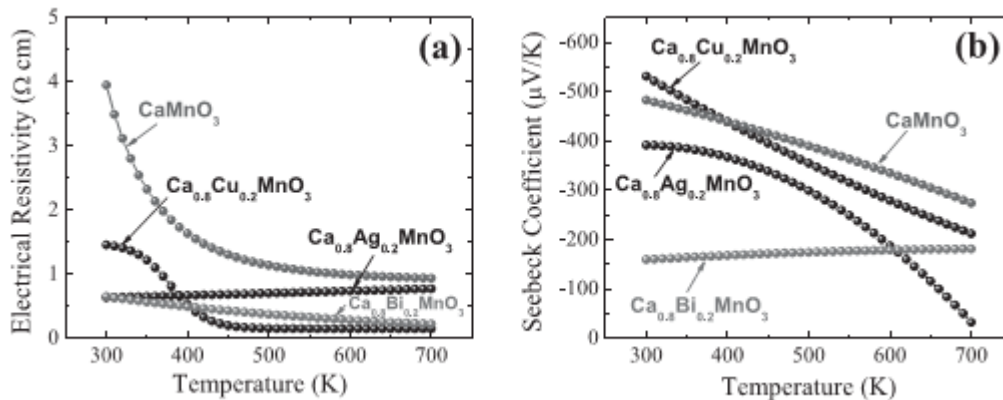 (a)
5
4
3
2
1
0
Electrical Resistivity (Ω cm)
CaMnO₃
Ca₀.₈Cu₀.₂MnO₃
Ca₀.₈Ag₀.₂MnO₃
Ca₀.₈Bi₀.₂MnO₃
300 400 500 600 700
Temperature (K)
(b)
-600
-500
-400
-300
-200
-100
0
Seebeck Coefficient (μV/K)
Ca₀.₈Cu₀.₂MnO₃
CaMnO₃
Ca₀.₈Ag₀.₂MnO₃
Ca₀.₈Bi₀.₂MnO₃
300 400 500 600 700
Temperature (K)